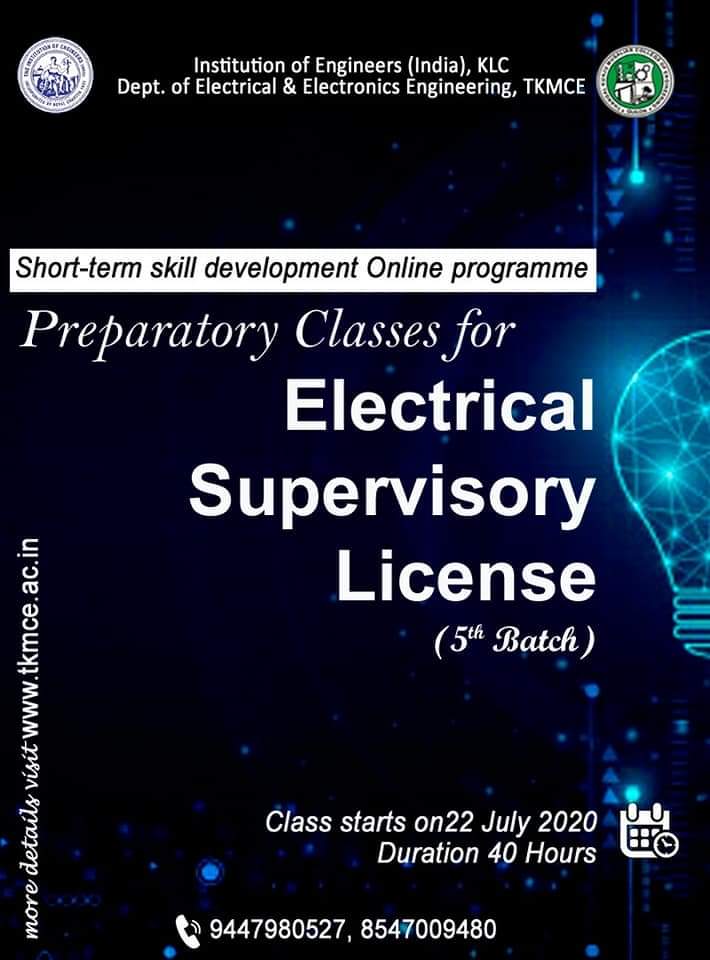 Institution of Engineers (India), KLC
Dept. of Electrical & Electronics Engineering, TKMCE
Short-term skill development Online programme
Preparatory Classes for
Electrical
Supervisory
License
(5th Batch)
more details visit www.tkmce.ac.in
Class starts on22 July 2020
Duration 40 Hours
9447980527, 8547009480